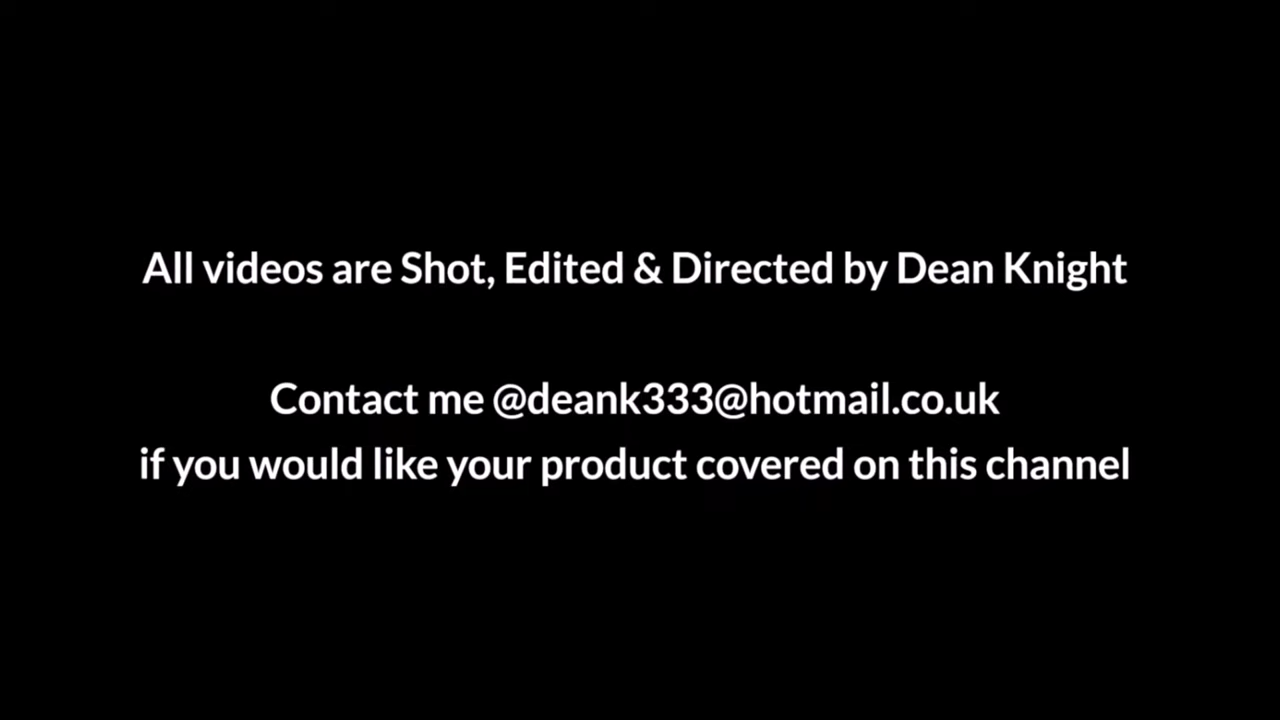 All videos are Shot, Edited & Directed by Dean Knight
Contact me @deank333@hotmail.co.uk
if you would like your product covered on this channel